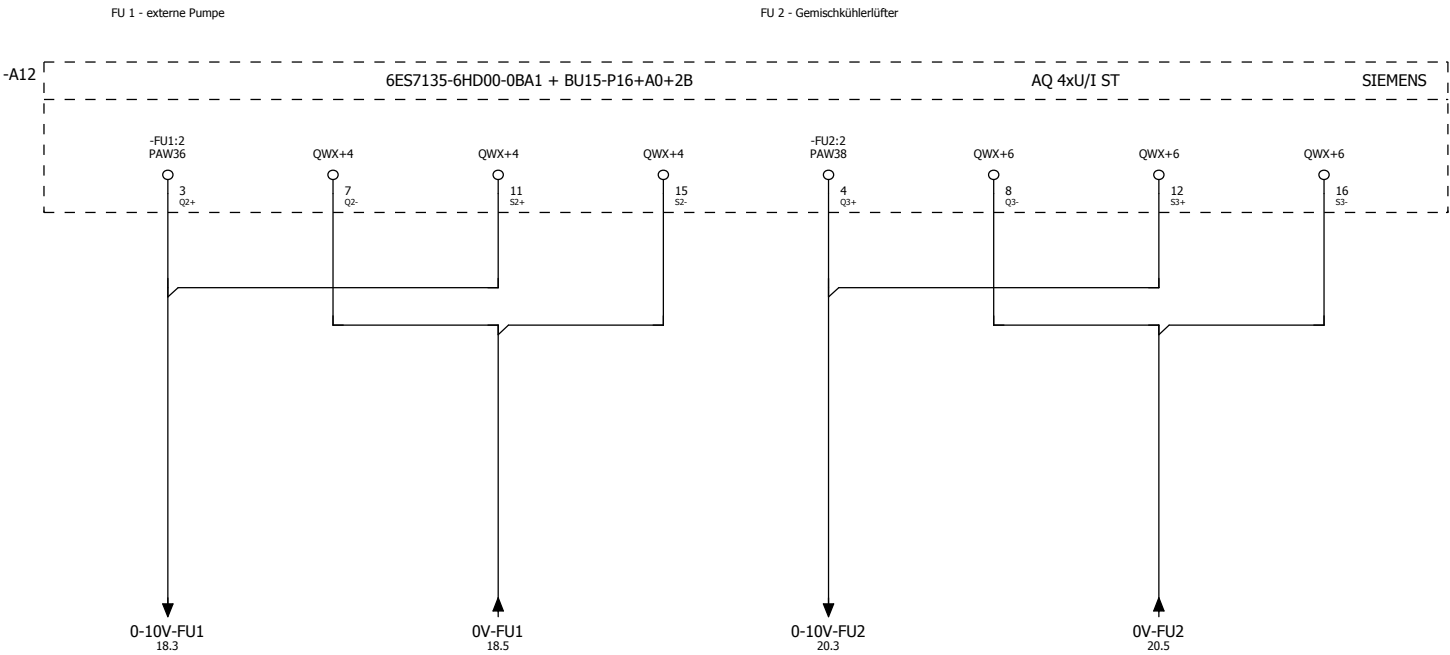 FU 1 - externe Pumpe
FU 2 - Gemischkühlerlüfter
-A12
6ES7135-6HD00-0BA1 + BU15-P16+A0+2B
AQ 4xU/I ST
SIEMENS
-FU1:2
PAW36
QWX+4
QWX+4
QWX+4
-FU2:2
PAW38
QWX+6
QWX+6
QWX+6
3
Q2+
7
Q2-
11
S2+
15
S2-
4
Q3+
8
Q3-
12
S3+
16
S3-
0-10V-FU1
18.3
0V-FU1
18.5
0-10V-FU2
20.3
0V-FU2
20.5